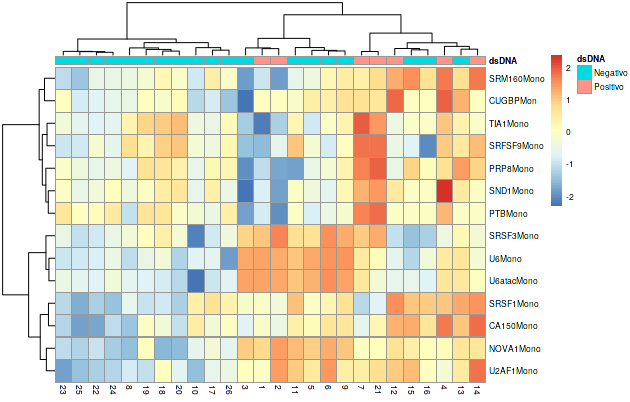 dsDNA
dsDNA
Negativo
Positivo
2
1
0
-1
-2
SRM160Mono
CUGBPMon
TIA1Mono
SRFSF9Mono
PRP8Mono
SND1Mono
PTBMono
SRSF3Mono
U6Mono
U6atacMono
SRSF1Mono
CA150Mono
NOVA1Mono
U2AF1Mono
23 25 22 24 8 19 18 20 10 17 26 3 1 2 11 5 6 9 7 21 12 15 16 4 13 14